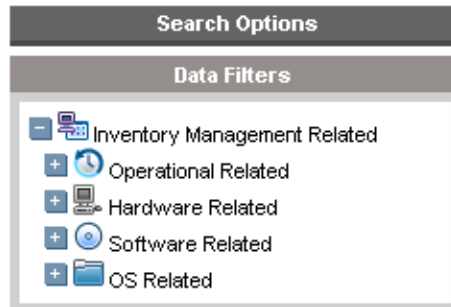 Search Options
Data Filters
Inventory Management Related
Operational Related
Hardware Related
Software Related
OS Related